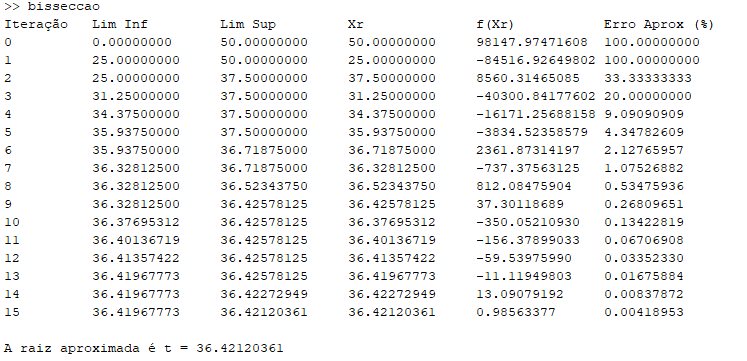 >> bisseccao
Iteração Lim Inf Lim Sup Xr f(Xr) Erro Aprox (%)
0 0.00000000 50.00000000 50.00000000 98147.97471608 100.00000000
1 25.00000000 50.00000000 25.00000000 -84516.92649802 100.00000000
2 25.00000000 37.50000000 37.50000000 8560.31465085 33.33333333
3 31.25000000 37.50000000 31.25000000 -40300.84177602 20.00000000
4 34.37500000 37.50000000 34.37500000 -16171.25688158 9.09090909
5 35.93750000 37.50000000 35.93750000 -3834.52358579 4.34782609
6 35.93750000 36.71875000 36.71875000 2361.87314197 2.12765957
7 36.32812500 36.71875000 36.32812500 -737.37563125 1.07526882
8 36.32812500 36.52343750 36.52343750 812.08475904 0.53475936
9 36.32812500 36.42578125 36.42578125 37.30118689 0.26809651
10 36.37695312 36.42578125 36.37695312 -350.05210930 0.13422819
11 36.40136719 36.42578125 36.40136719 -156.37899033 0.06706908
12 36.41357422 36.42578125 36.41357422 -59.53975990 0.03352330
13 36.41967773 36.42578125 36.41967773 -11.11949803 0.01675884
14 36.41967773 36.42272949 36.42272949 13.09079192 0.00837872
15 36.41967773 36.42120361 36.42120361 0.98563377 0.00418953
A raiz aproximada é t = 36.42120361